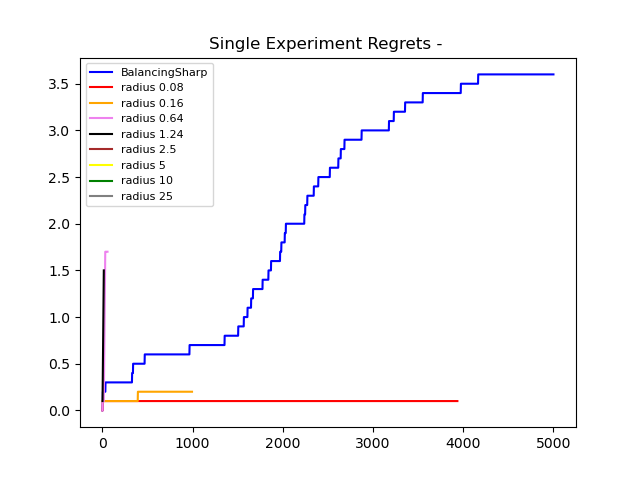 Single Experiment Regrets -
BalancingSharp
radius 0.08
radius 0.16
radius 0.64
radius 1.24
radius 2.5
radius 5
radius 10
radius 25
3.5
3.0
2.5
2.0
1.5
1.0
0.5
0.0
0 1000 2000 3000 4000 5000